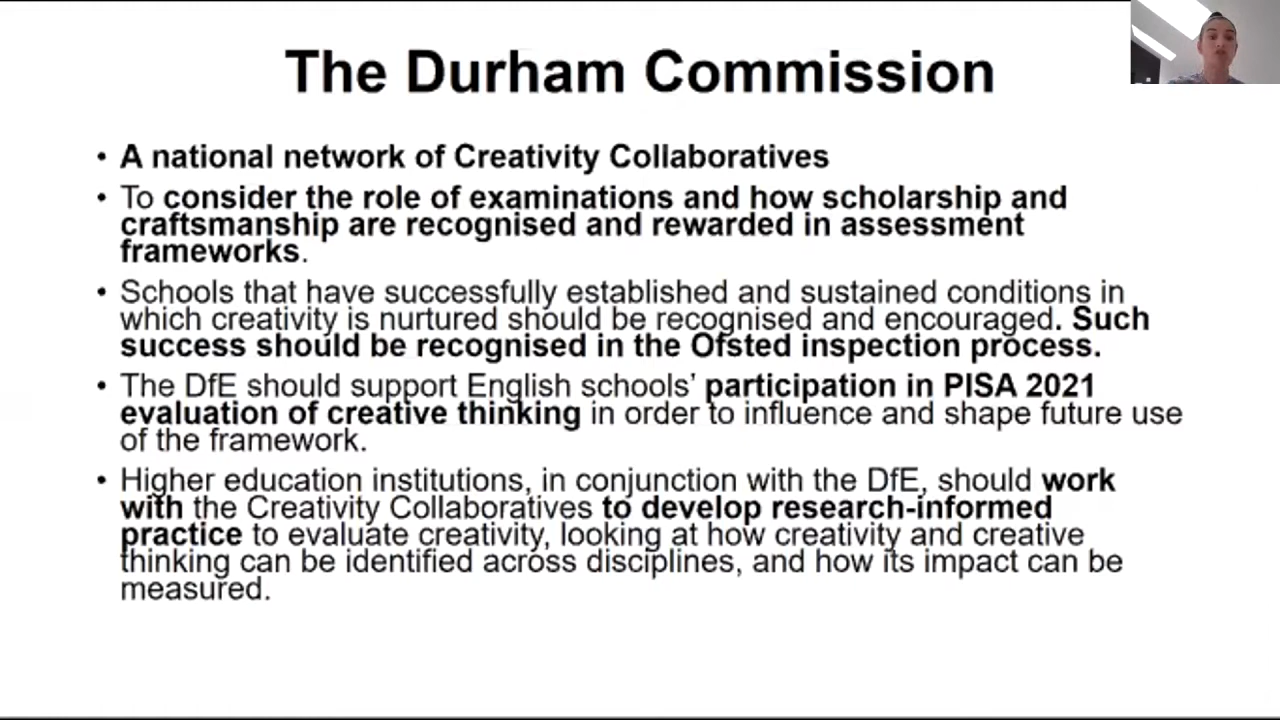 The Durham Commission
• A national network of Creativity Collaboratives
• To consider the role of examinations and how scholarship and
craftsmanship are recognised and rewarded in assessment
frameworks.
• Schools that have successfully established and sustained conditions in
which creativity is nurtured should be recognised and encouraged. Such
success should be recognised in the Ofsted inspection process.
• The DfE should support English schools’ participation in PISA 2021
evaluation of creative thinking in order to influence and shape future use
of the framework.
• Higher education institutions, in conjunction with the DfE, should work
with the Creativity Collaboratives to develop research-informed
practice to evaluate creativity, looking at how creativity and creative
thinking can be identified across disciplines, and how its impact can be
measured.